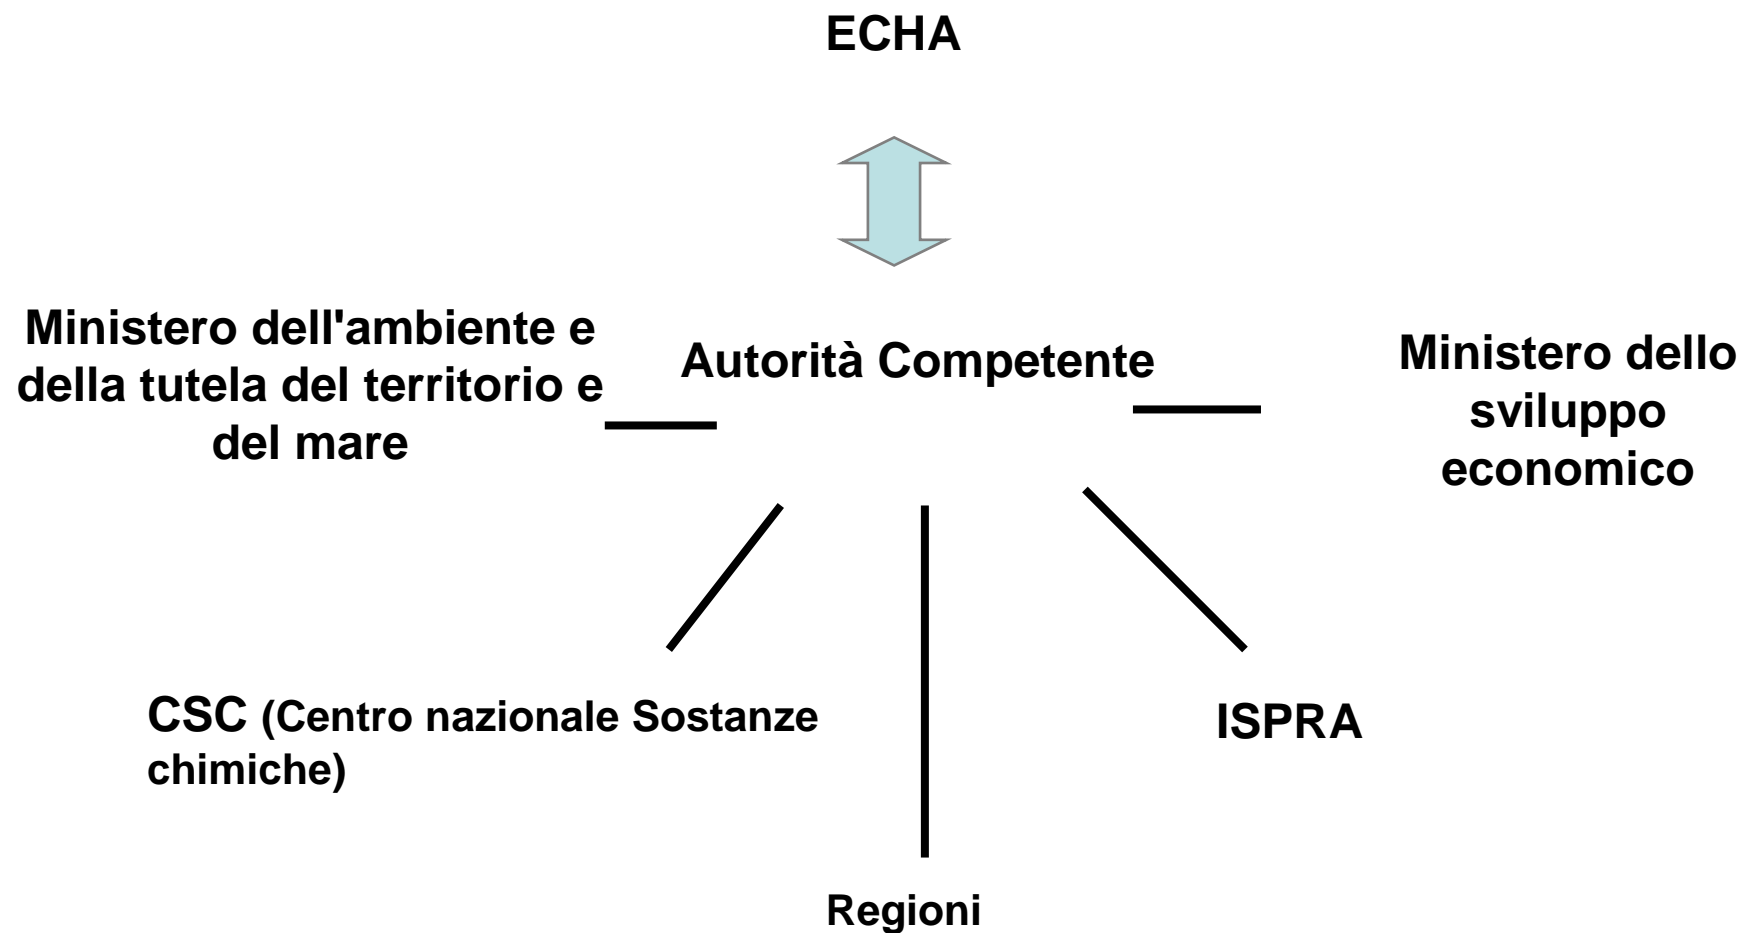 ECHA
Ministero dell'ambiente e
della tutela del territorio e
del mare
Autorità Competente
Ministero dello
sviluppo
economico
CSC (Centro nazionale Sostanze
chimiche)
ISPRA
Regioni